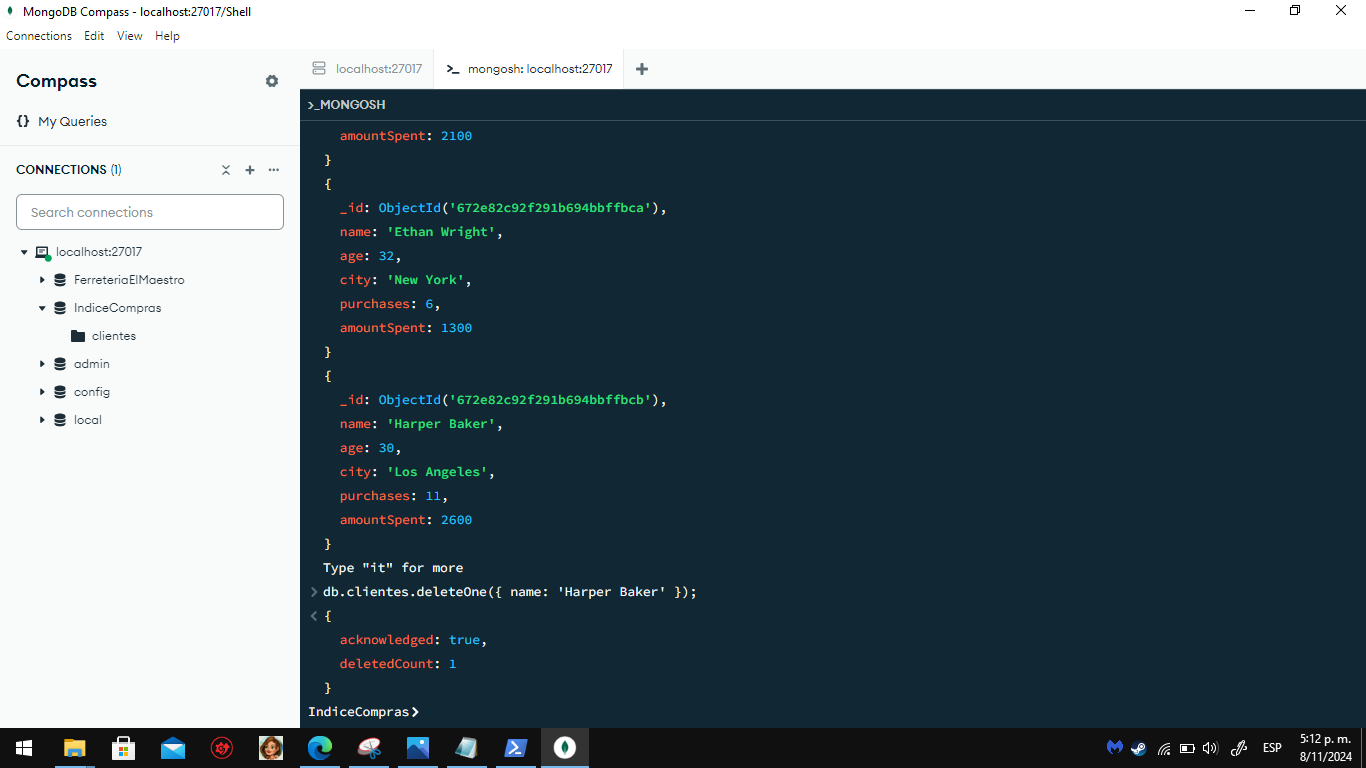 MongoDB Compass - localhost:27017/Shell
Connections Edit View Help
Compass
My Queries
CONNECTIONS (1)
Search connections
localhost:27017
FerreteriaElMaestro
IndiceCompras
clientes
admin
config
local
localhost:27017
>_ mongosh: localhost:27017
>_MONGOSH
amountSpent: 2100
}
{
_id: ObjectId('672e82c92f291b694bbffbca'),
name: 'Ethan Wright',
age: 32,
city: 'New York',
purchases: 6,
amountSpent: 1300
}
{
_id: ObjectId('672e82c92f291b694bbffbcb'),
name: 'Harper Baker',
age: 30,
city: 'Los Angeles',
purchases: 11,
amountSpent: 2600
}
Type "it" for more
> db.clientes.deleteOne({ name: 'Harper Baker' });
< {
acknowledged: true,
deletedCount: 1
}
IndiceCompras>
ESP
5:12 p. m.
8/11/2024